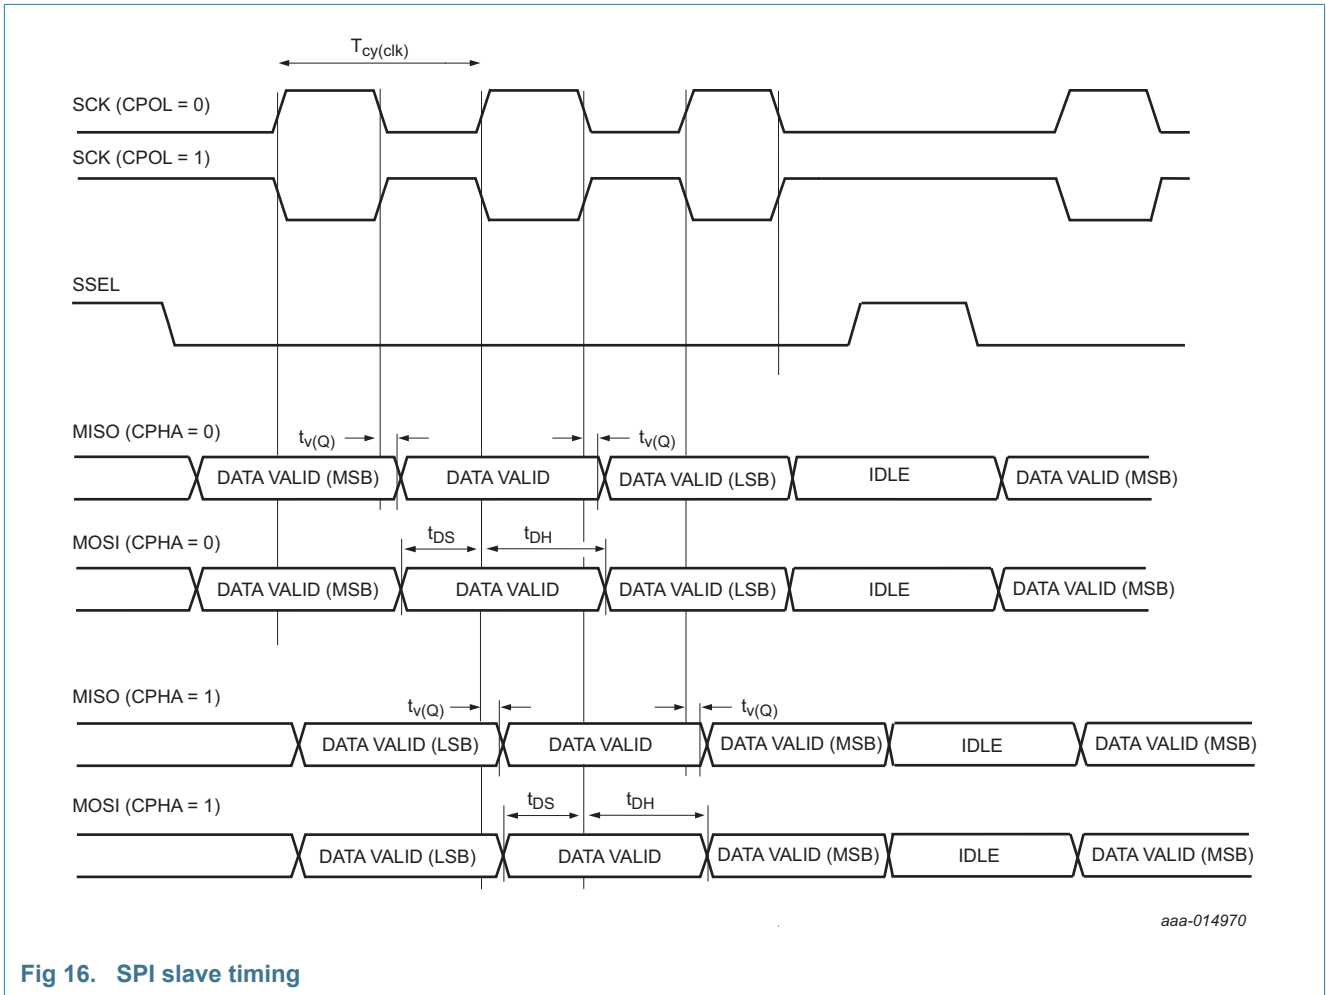 Tcy(clk)
SCK (CPOL = 0)
SCK (CPOL = 1)
SSEL
MISO (CPHA = 0)
tv(Q) tv(Q)
DATA VALID (MSB) DATA VALID DATA VALID (LSB) IDLE DATA VALID (MSB)
MOSI (CPHA = 0)
tDS tDH
DATA VALID (MSB) DATA VALID DATA VALID (LSB) IDLE DATA VALID (MSB)
MISO (CPHA = 1)
tv(Q) tv(Q)
DATA VALID (LSB) DATA VALID DATA VALID (MSB) IDLE DATA VALID (MSB)
MOSI (CPHA = 1)
tDS tDH
DATA VALID (LSB) DATA VALID DATA VALID (MSB) IDLE DATA VALID (MSB)
aaa-014970
Fig 16. SPI slave timing